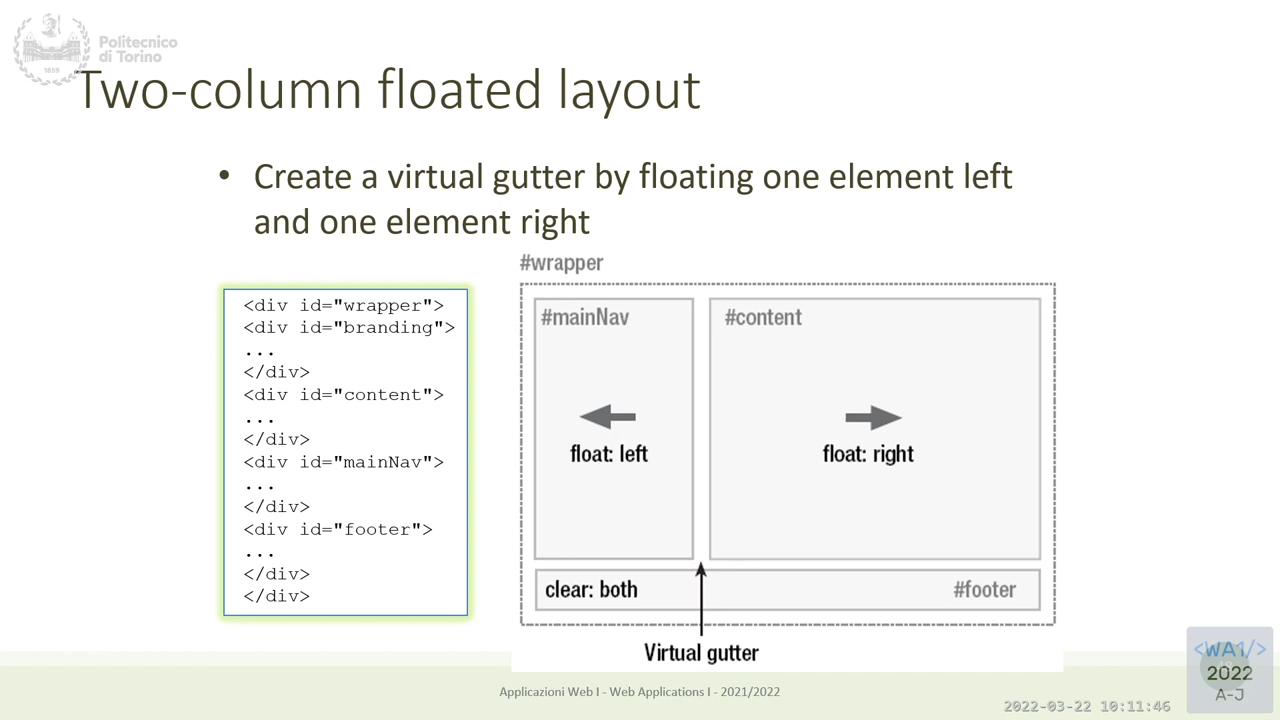 Politecnico
di Torino
1859
Two-column floated layout
• Create a virtual gutter by floating one element left
and one element right
<div id="wrapper">
<div id="branding">
...
</div>
<div id="content">
...
</div>
<div id="mainNav">
...
</div>
<div id="footer">
...
</div>
</div>
#wrapper
#mainNav
#content
float: left
float: right
clear: both
#footer
Virtual gutter
Applicazioni Web I - Web Applications I - 2021/2022
2022-03-22 10:11:46
<WA1/>
2022
A-J